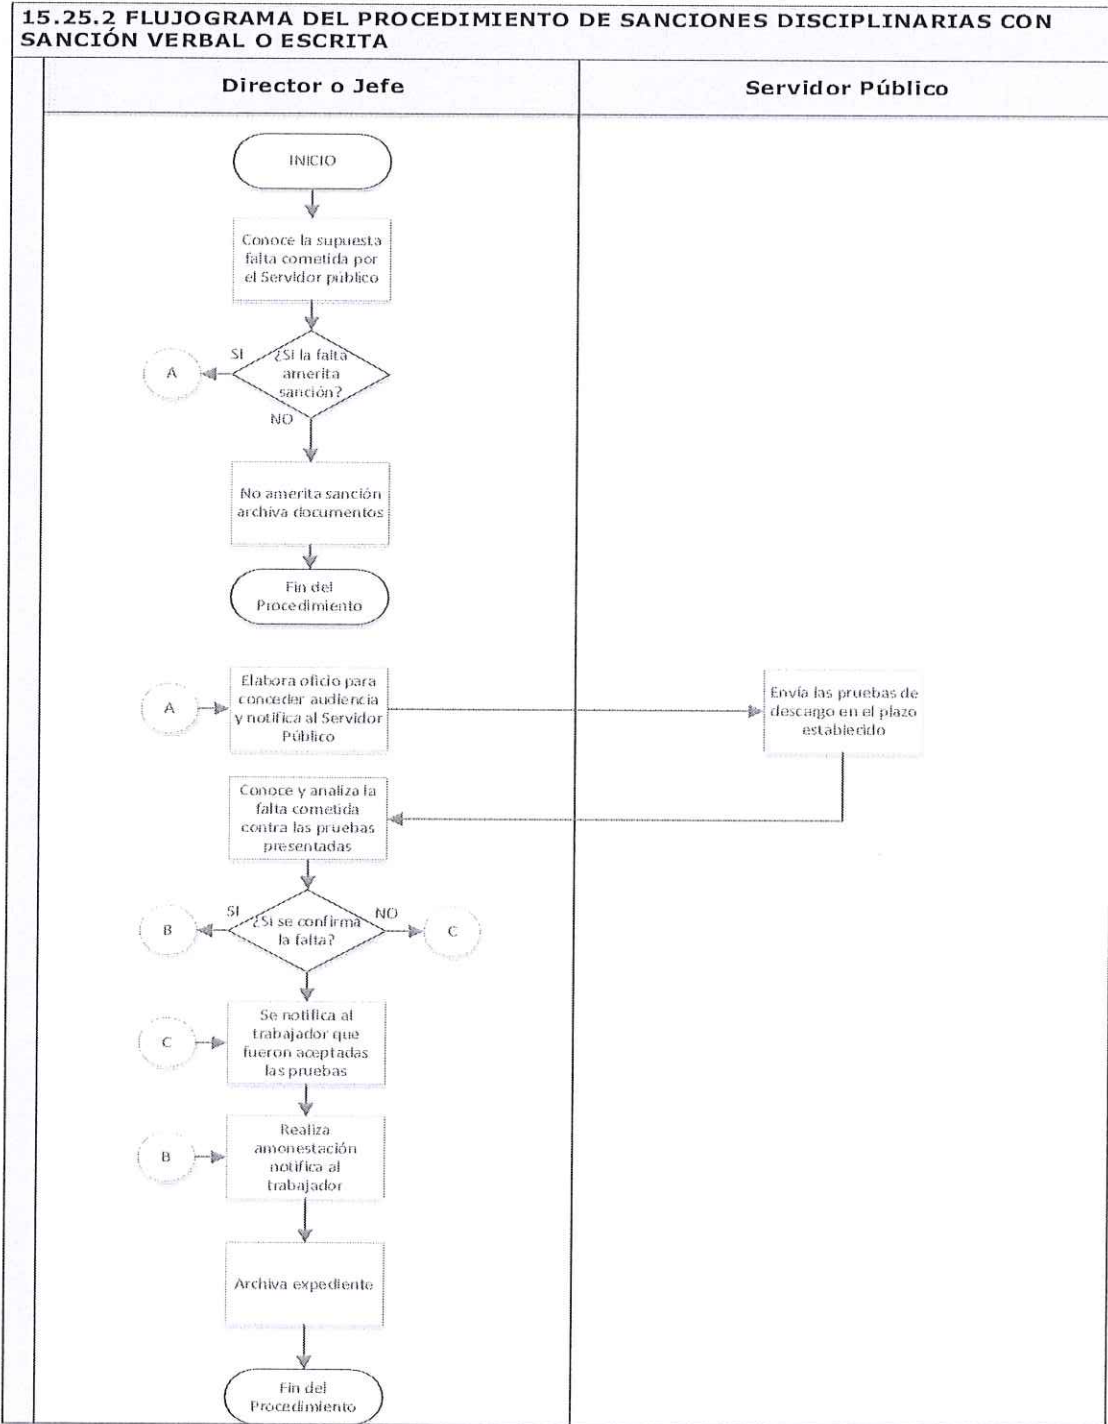 15.25.2 FLUJOGRAMA DEL PROCEDIMIENTO DE SANCIONES DISCIPLINARIAS CON
SANCIÓN VERBAL O ESCRITA
Director o Jefe
Servidor Público
INICIO
Conoce la supuesta
falta cometida por
el Servidor público
SI
¿Si la falta
amerita
sanción?
A
NO
No amerita sanción
archiva documentos
Fin del
Procedimiento
A
Elabora oficio para
conceder audiencia
y notifica al Servidor
Público
Envía las pruebas de
descargo en el plazo
establecido
Conoce y analiza la
falta cometida
contra las pruebas
presentadas
B
SI
¿Si se confirma
la falta?
NO
C
C
Se notifica al
trabajador que
fueron aceptadas
las pruebas
B
Realiza
amonestación
notifica al
trabajador
Archiva expediente
Fin del
Procedimiento